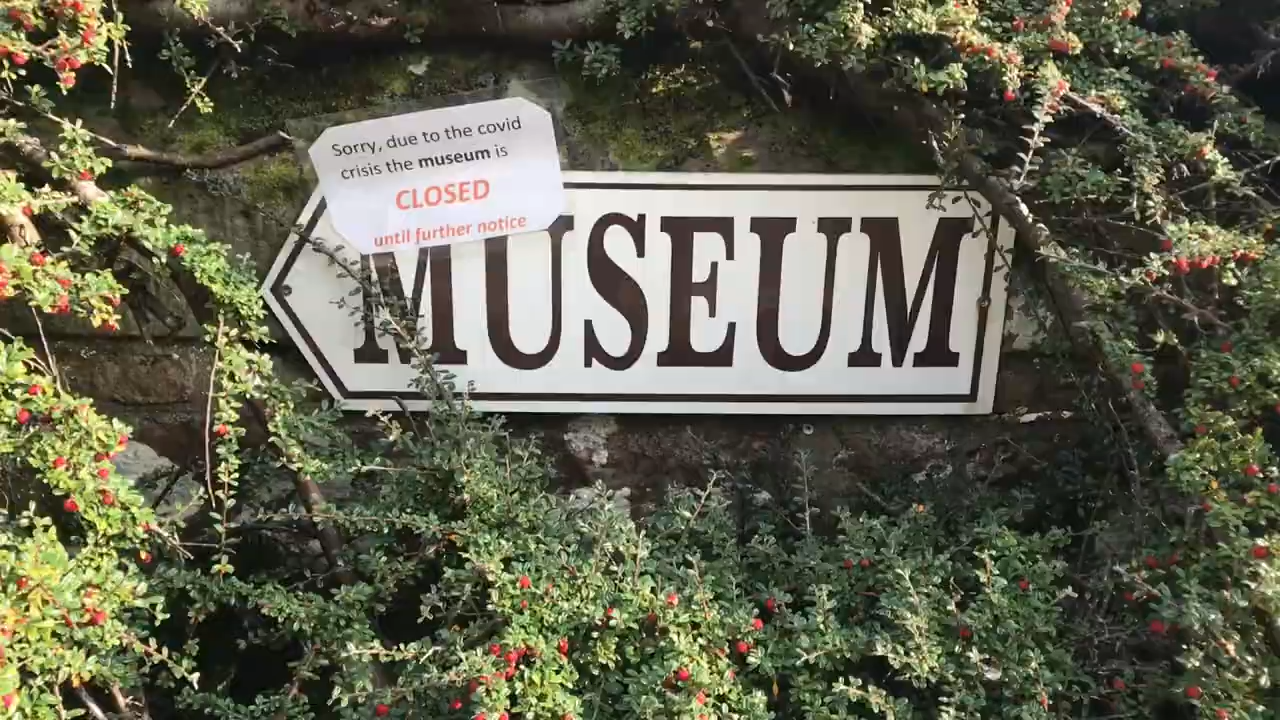 Sorry, due to the covid
crisis the museum is
CLOSED
until further notice
MUSEUM